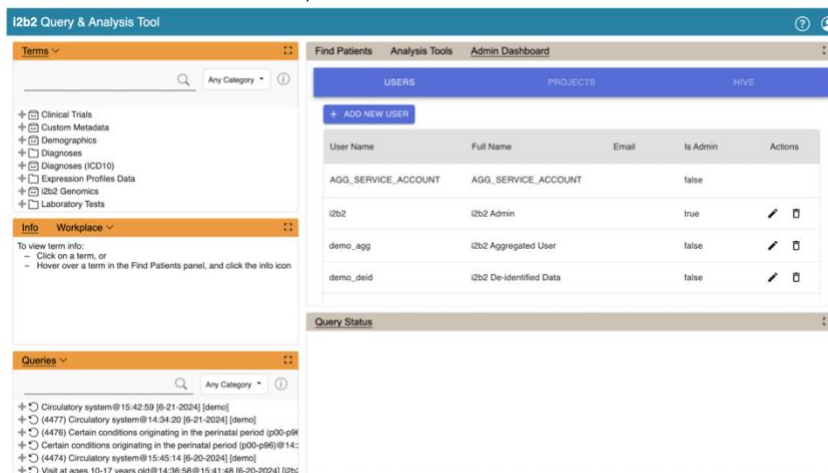 i2b2 Query & Analysis Tool
Terms
Any Category
Clinical Trials
Custom Metadata
Demographics
Diagnoses
Diagnoses (ICD10)
Expression Profiles Data
i2b2 Genomics
Laboratory Tests
Info Workplace
To view term info:
– Click on a term, or
– Hover over a term in the Find Patients panel, and click the info icon
Queries
Any Category
Circulatory system@15:42:59 [6-21-2024] [demo]
(4477) Circulatory system@14:34:20 [6-21-2024] [demo]
(4476) Certain conditions originating in the perinatal period (p00-p96
Certain conditions originating in the perinatal period (p00-p96)@14:
(4474) Circulatory system@15:45:14 [6-20-2024] [demo]
Visit at ages 10-17 years old@14:36:58@15:41:48 [6-20-2024] [i2b2
Find Patients Analysis Tools Admin Dashboard
USERS PROJECTS HIVE
+ ADD NEW USER
User Name Full Name Email Is Admin Actions
AGG_SERVICE_ACCOUNT AGG_SERVICE_ACCOUNT false
i2b2 i2b2 Admin true
demo_agg i2b2 Aggregated User false
demo_deid i2b2 De-identified Data false
Query Status